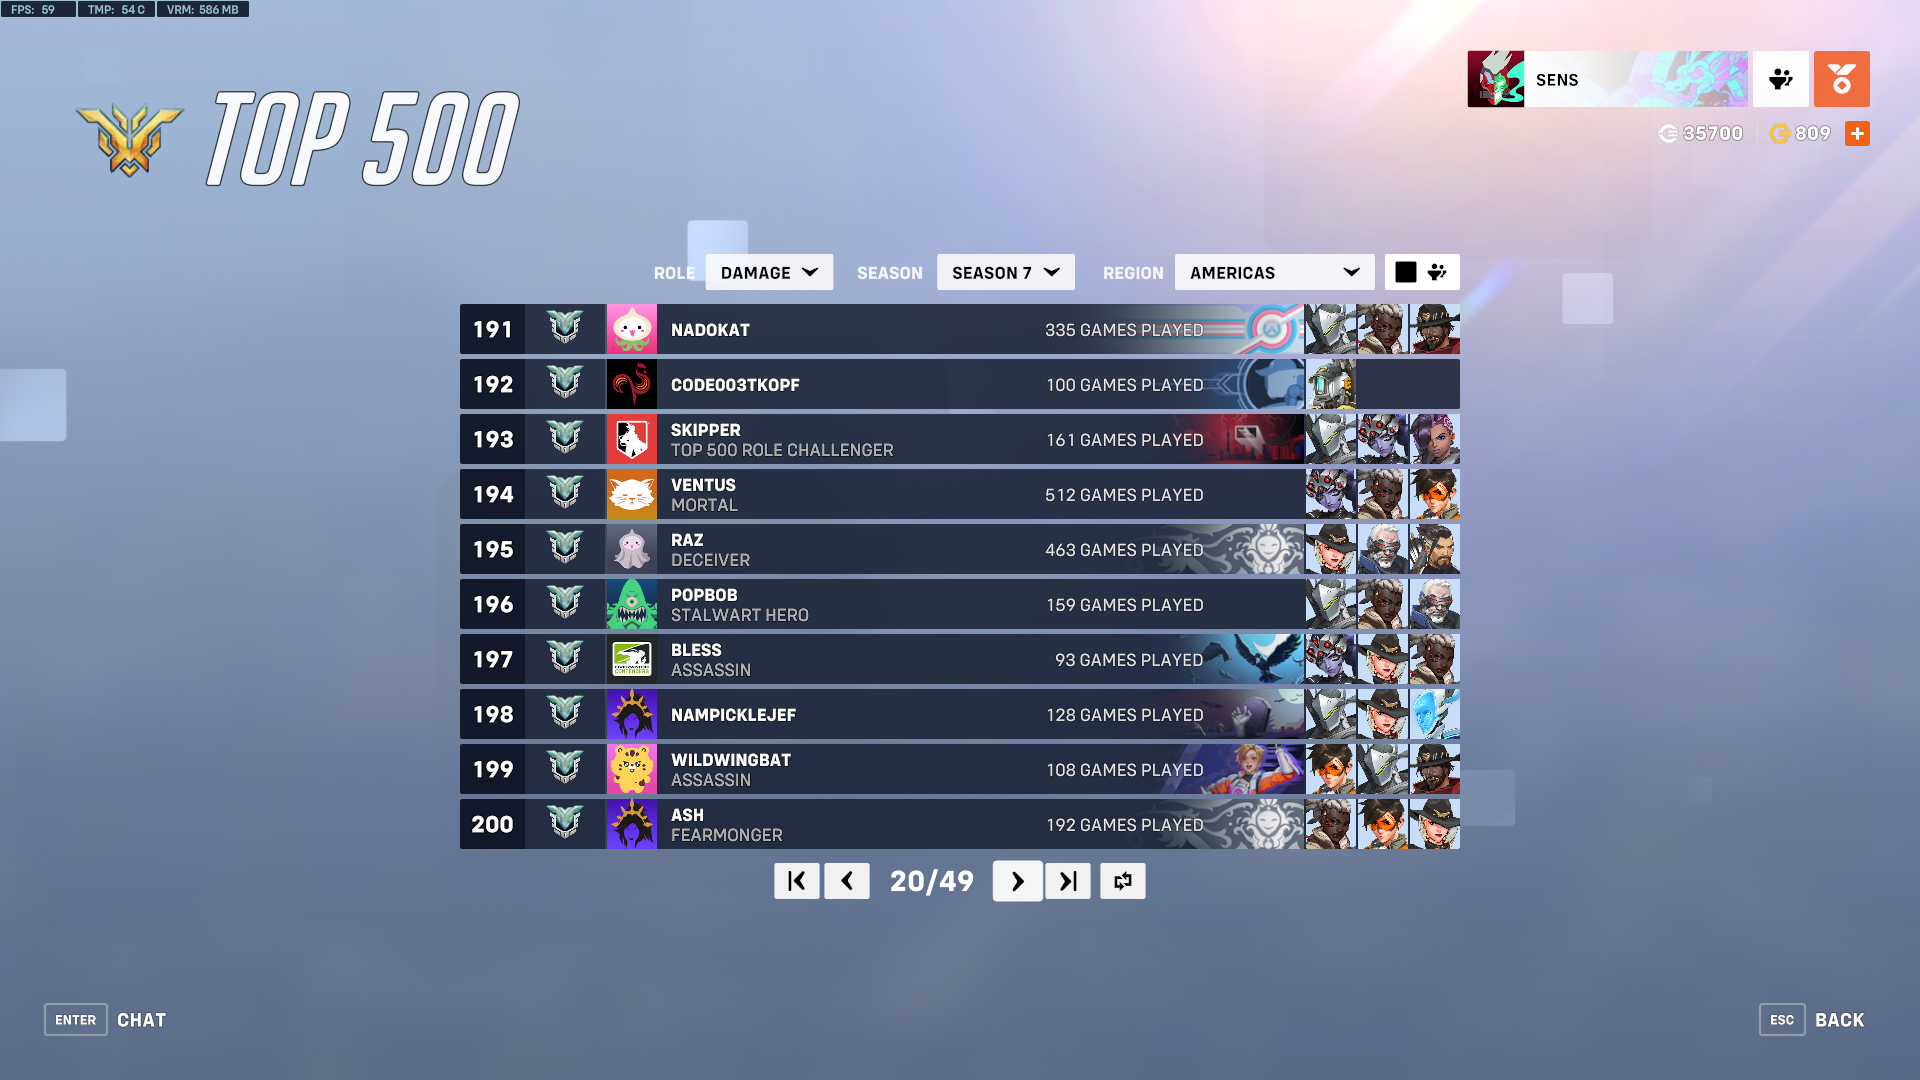 FPS: 59 TMP: 54 C VRM: 586 MB
TOP 500
SENS
35700 809
ROLE DAMAGE SEASON SEASON 7 REGION AMERICAS
191 NADOKAT 335 GAMES PLAYED
192 CODE003TKOPF 100 GAMES PLAYED
193 SKIPPER 161 GAMES PLAYED
TOP 500 ROLE CHALLENGER
194 VENTUS 512 GAMES PLAYED
MORTAL
195 RAZ 463 GAMES PLAYED
DECEIVER
196 POPBOB 159 GAMES PLAYED
STALWART HERO
197 BLESS 93 GAMES PLAYED
ASSASSIN
198 NAMPICKLEJEF 128 GAMES PLAYED
199 WILDWINGBAT 108 GAMES PLAYED
ASSASSIN
200 ASH 192 GAMES PLAYED
FEARMONGER
20/49
ENTER CHAT
ESC BACK